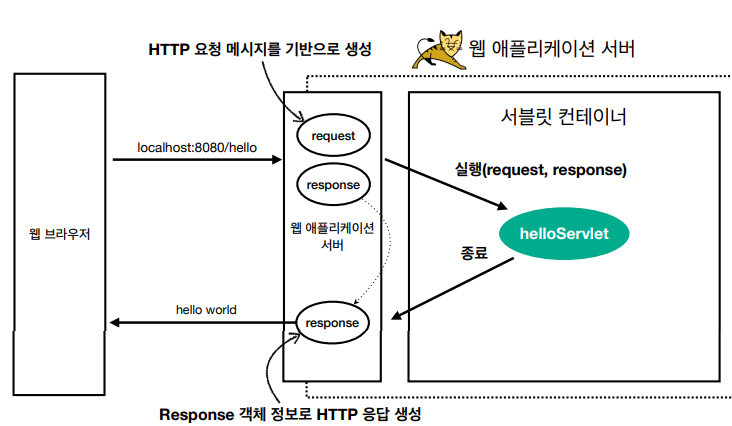 HTTP 요청 메시지를 기반으로 생성
웹 애플리케이션 서버
서블릿 컨테이너
request
localhost:8080/hello
실행(request, response)
response
웹 브라우저
웹 애플리케이션
서버
helloServlet
종료
hello world
response
Response 객체 정보로 HTTP 응답 생성